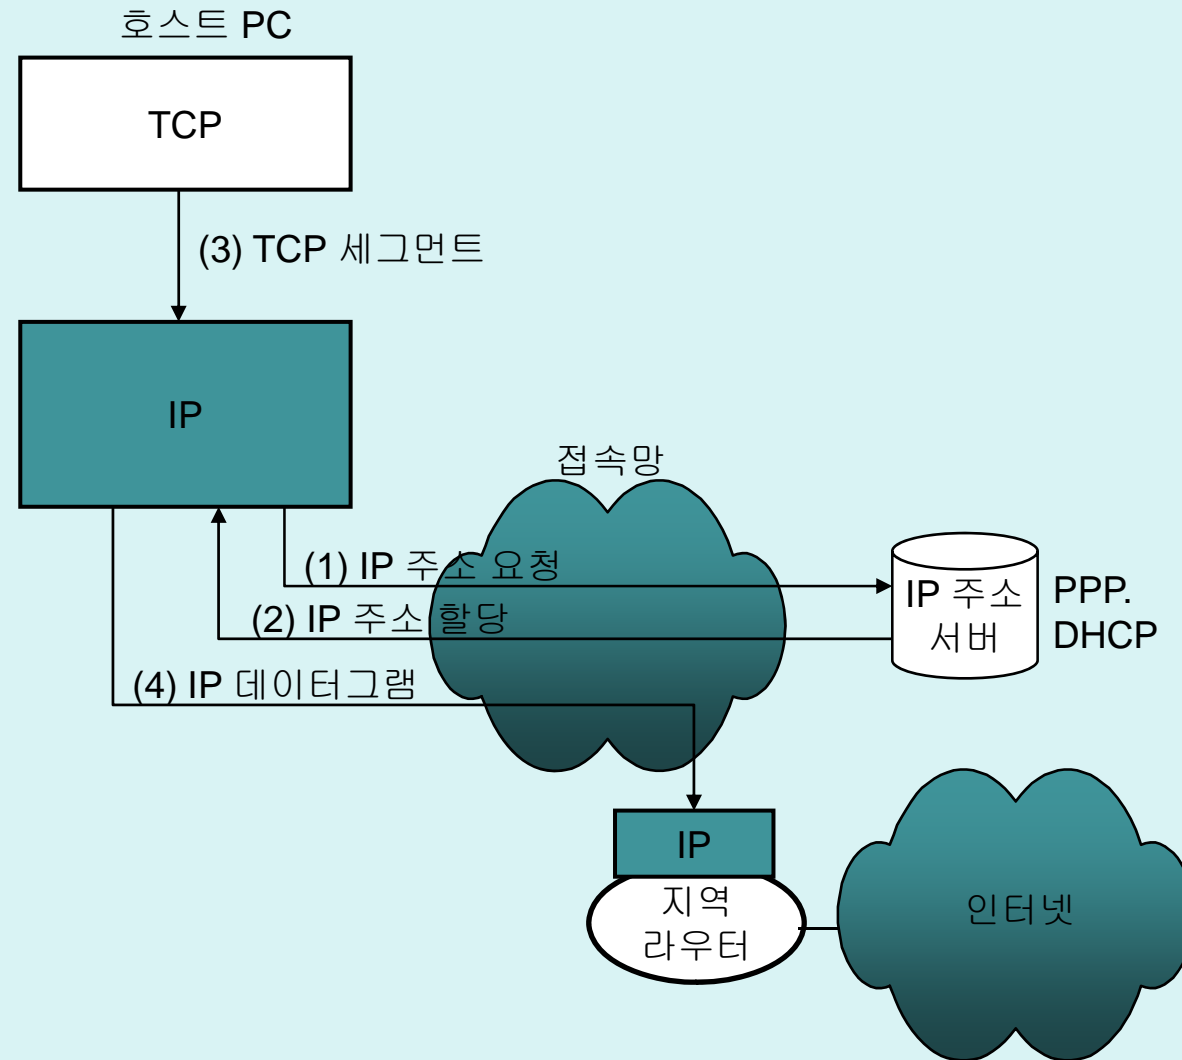 호스트 PC
TCP
(3) TCP 세그먼트
IP
접속망
(1) IP 주소 요청
(2) IP 주소 할당
IP 주소
서버
PPP.
DHCP
(4) IP 데이터그램
IP
지역
라우터
인터넷